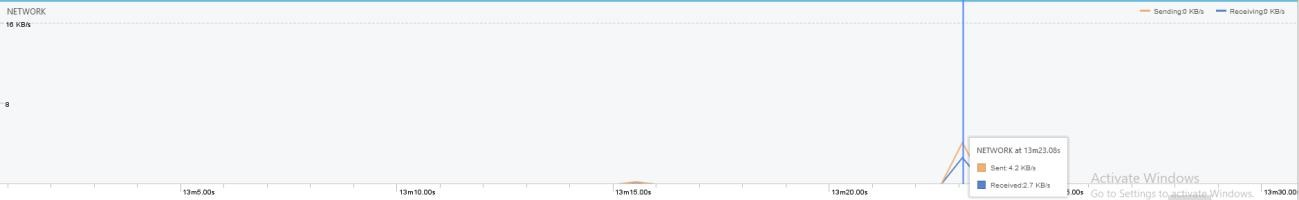 NETWORK
Sending:0 KB/s Receiving:0 KB/s
16 KB/s
8
NETWORK at 13m23.08s
Sent:4.2 KB/s
Received:2.7 KB/s
Activate Windows
Go to Settings to activate Windows.
13m5.00s 13m10.00s 13m15.00s 13m20.00s 5.00s 13m30.00